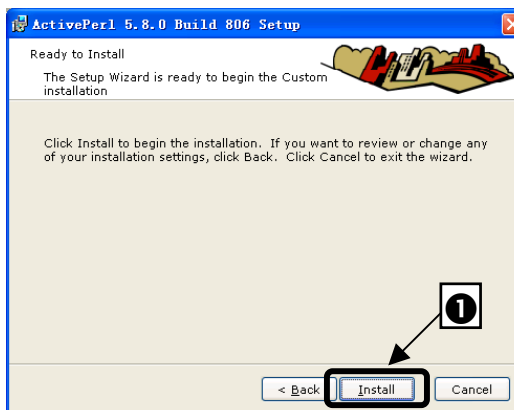 ActivePerl 5.8.0 Build 806 Setup
Ready to Install
The Setup Wizard is ready to begin the Custom
installation
Click Install to begin the installation. If you want to review or change any
of your installation settings, click Back. Click Cancel to exit the wizard.
1
< Back Install Cancel